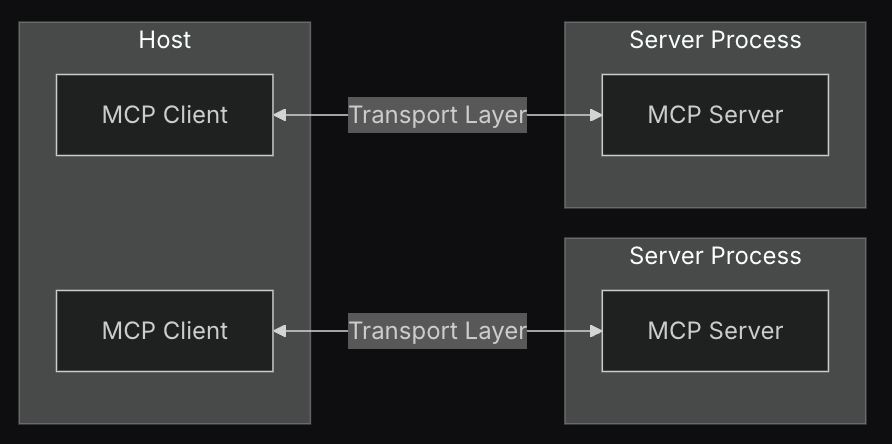 Host
Server Process
MCP Client
Transport Layer
MCP Server
Server Process
MCP Client
Transport Layer
MCP Server